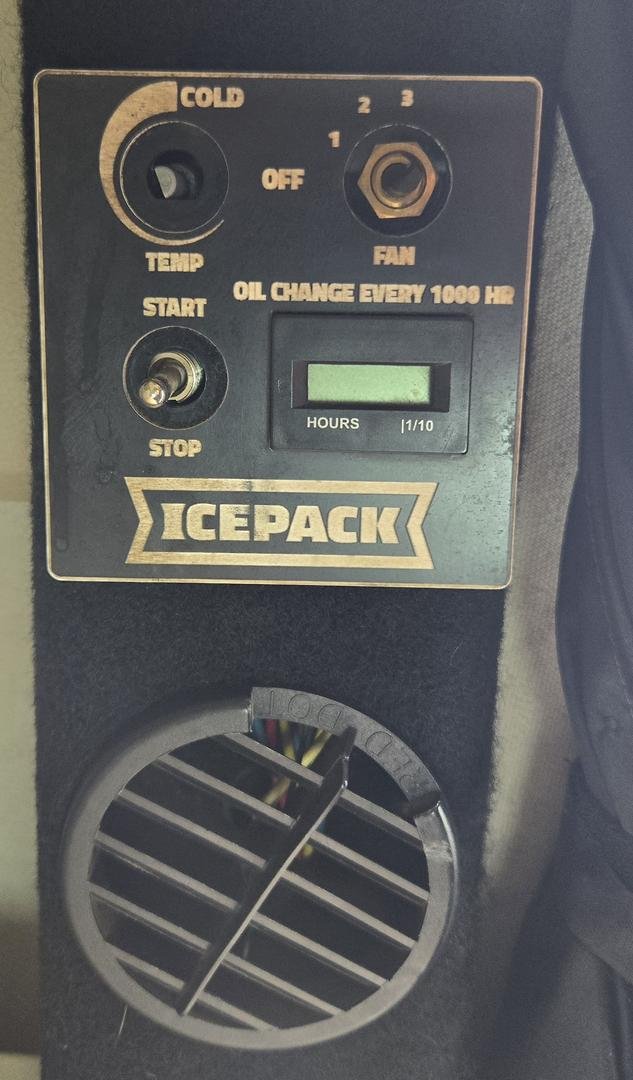 COLD
1 2 3
OFF
TEMP
FAN
START
OIL CHANGE EVERY 1000 HR
HOURS |1/10
STOP
ICEPACK